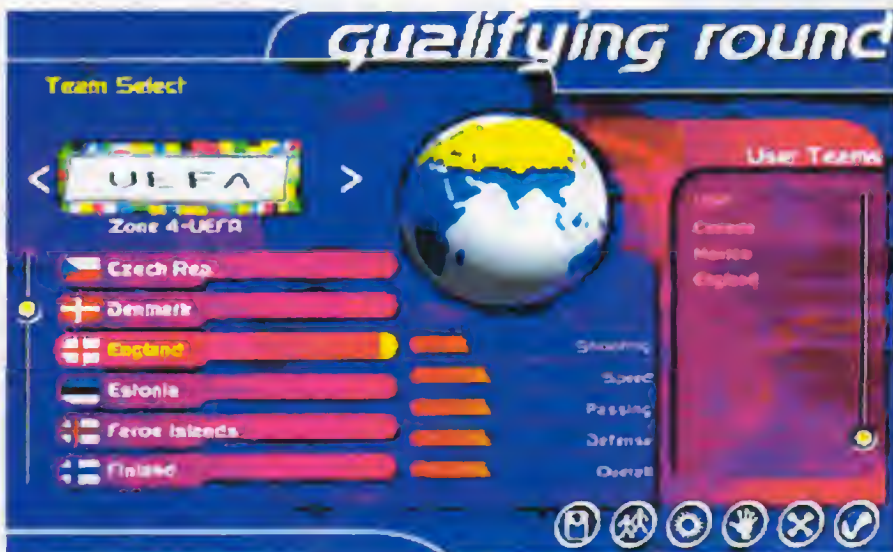 qualifying round
Team Select
< UEFA >
Zone 4-UEFA
User Teams
Canada
Mexico
England
Czech Rep.
Denmark
England
Estonia
Faroe Islands
Finland
Shooting
Speed
Passing
Defense
Overall